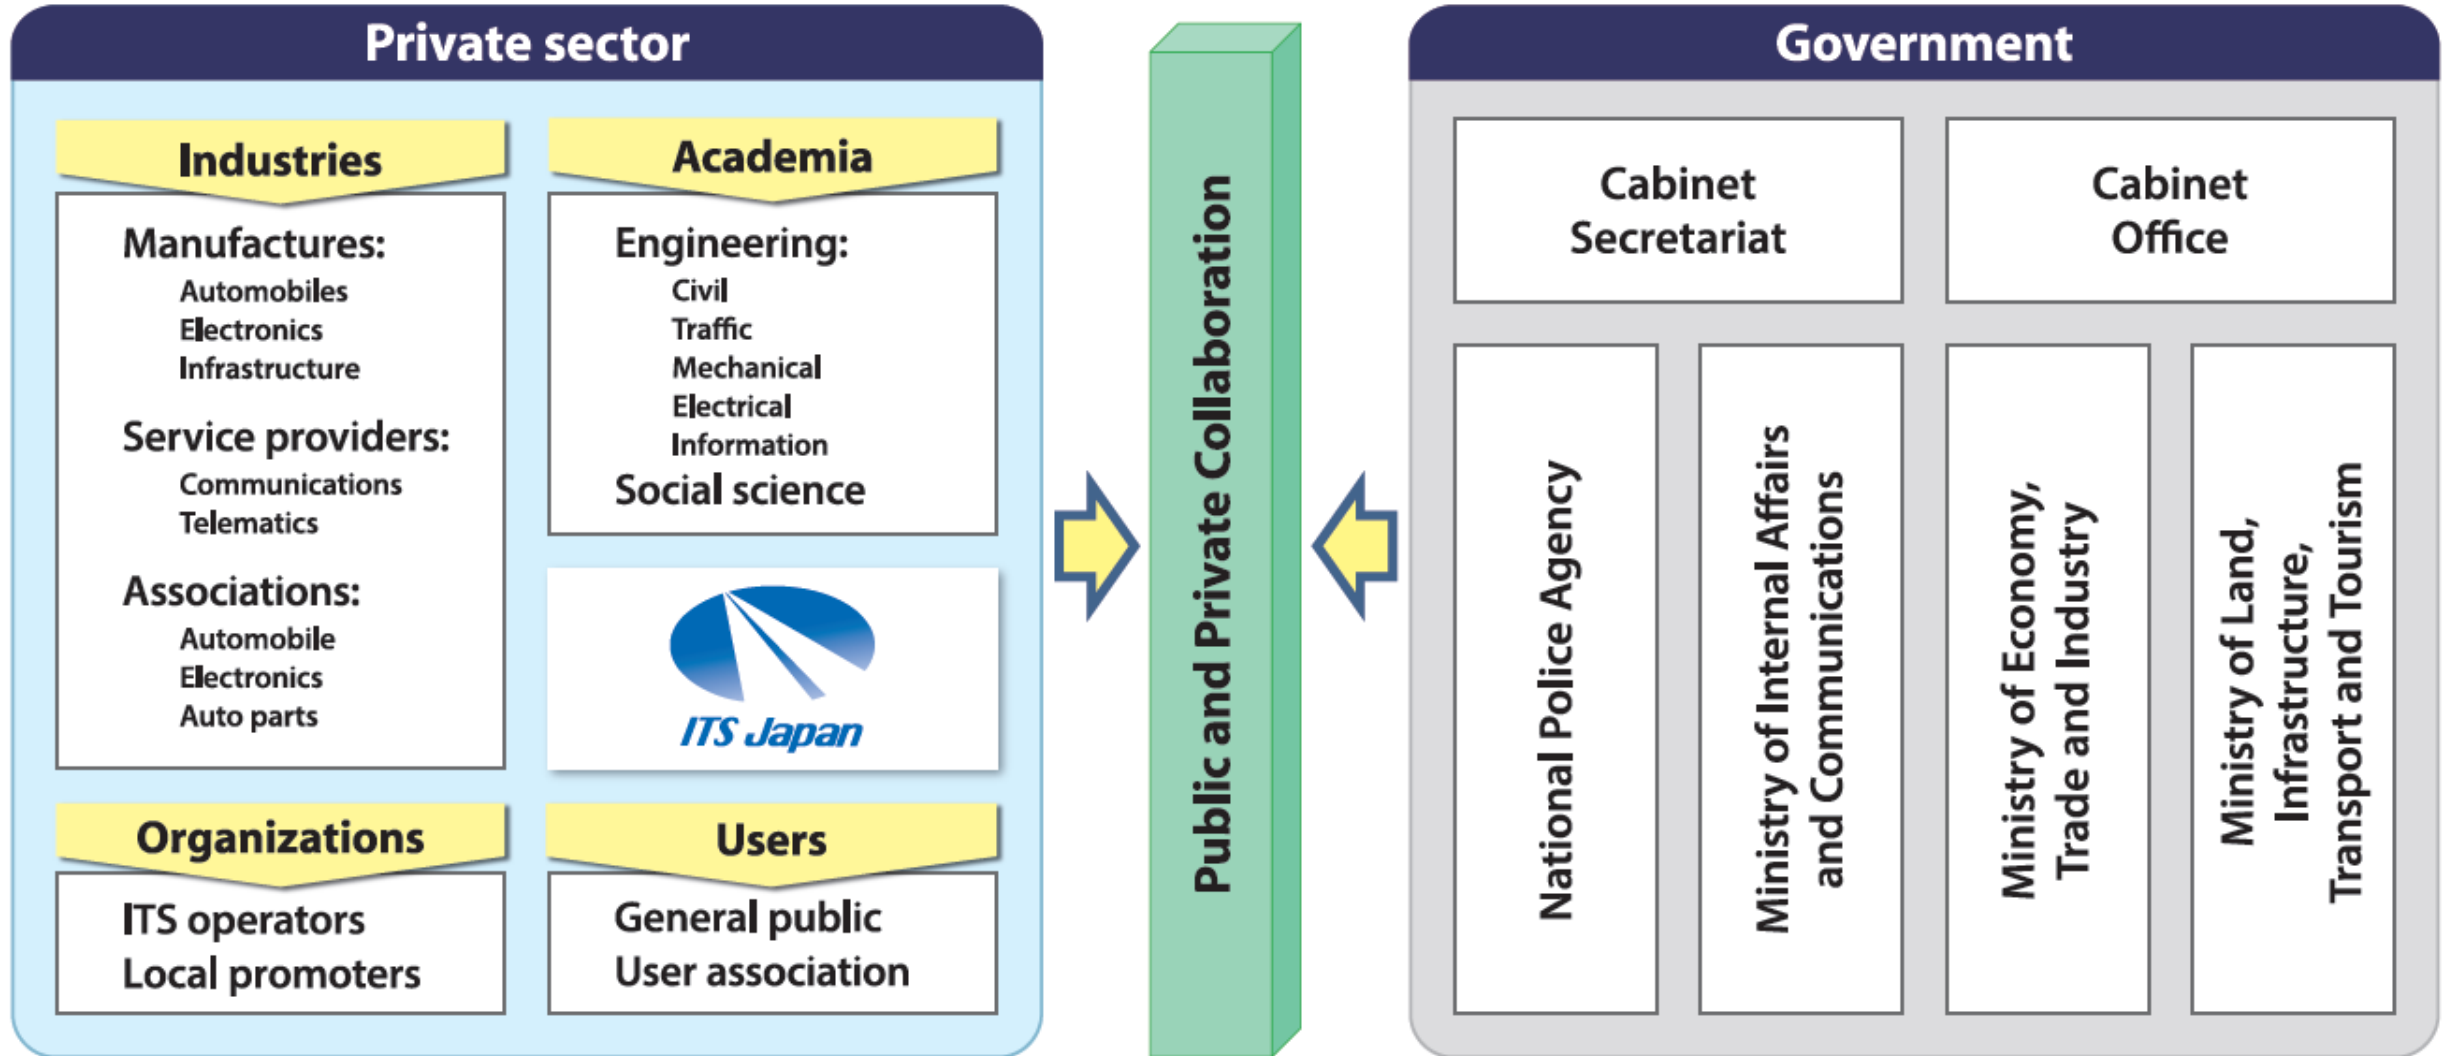 Private sector
Industries
Manufactures:
Automobiles
Electronics
Infrastructure
Service providers:
Communications
Telematics
Associations:
Automobile
Electronics
Auto parts
Academia
Engineering:
Civil
Traffic
Mechanical
Electrical
Information
Social science
ITS Japan
Organizations
ITS operators
Local promoters
Users
General public
User association
Public and Private Collaboration
Government
Cabinet
Secretariat
Cabinet
Office
National Police Agency
Ministry of Internal Affairs
and Communications
Ministry of Economy,
Trade and Industry
Ministry of Land,
Infrastructure,
Transport and Tourism